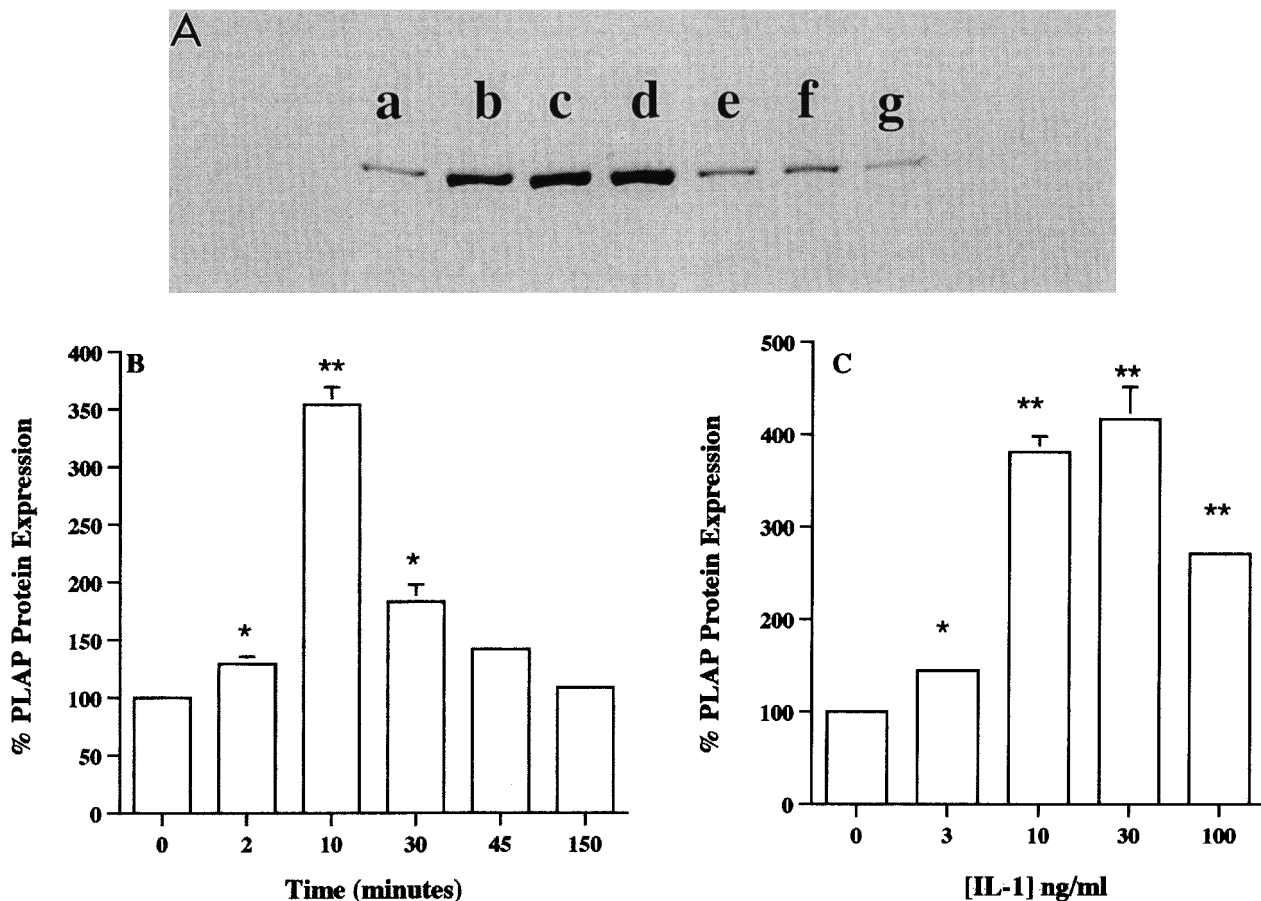 A
a b c d e f g
B
**
*
*
400
350
300
250
200
150
100
50
0
% PLAP Protein Expression
0 2 10 30 45 150
Time (minutes)
C
**
**
**
*
500
400
300
200
100
0
% PLAP Protein Expression
0 3 10 30 100
[IL-1] ng/ml